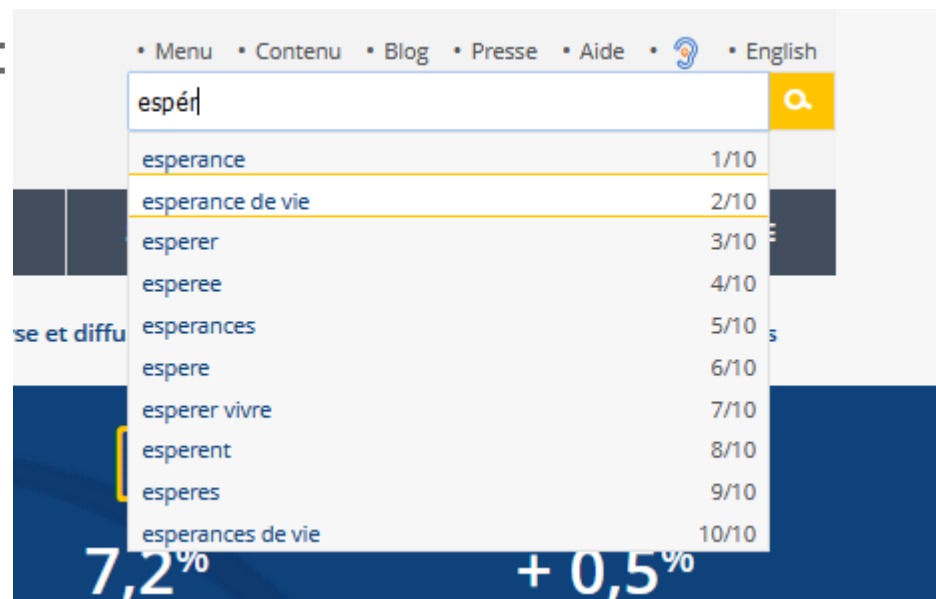 • Menu • Contenu • Blog • Presse • Aide • • English
espér
esperance 1/10
esperance de vie 2/10
esperer 3/10
esperee 4/10
se et diffu esperances 5/10 s
espere 6/10
esperer vivre 7/10
esperent 8/10
esperes 9/10
esperances de vie 10/10
7,2% + 0,5%